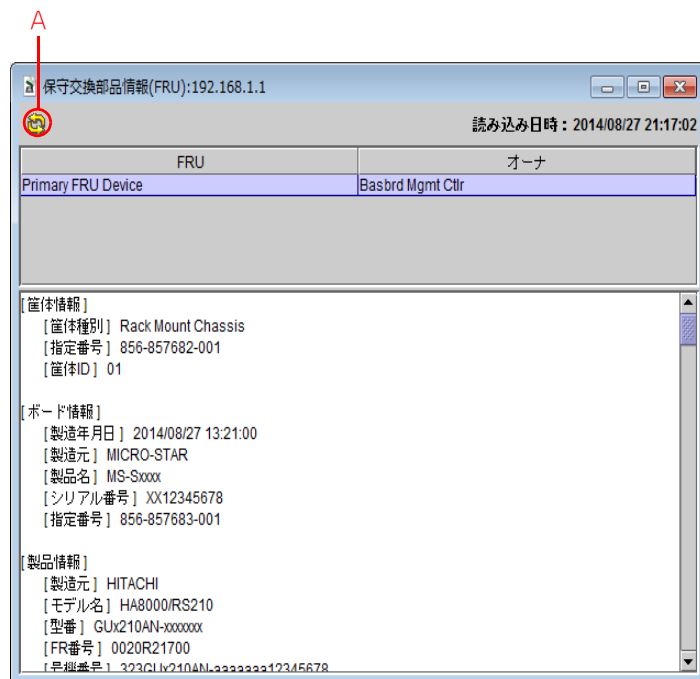 A
保守交換部品情報(FRU):192.168.1.1
読み込み日時：2014/08/27 21:17:02
FRU オーナ
Primary FRU Device Basbrd Mgmt Ctlr
[筐体情報]
[筐体種別] Rack Mount Chassis
[指定番号] 856-857682-001
[筐体ID] 01
[ボード情報]
[製造年月日] 2014/08/27 13:21:00
[製造元] MICRO-STAR
[製品名] MS-Sxxxx
[シリアル番号] XX12345678
[指定番号] 856-857683-001
[製品情報]
[製造元] HITACHI
[モデル名] HA8000/RS210
[型番] GUx210AN-xxxxxxx
[FR番号] 0020R21700
[号機番号] 323GUx210AN-aaaaaaa12345678